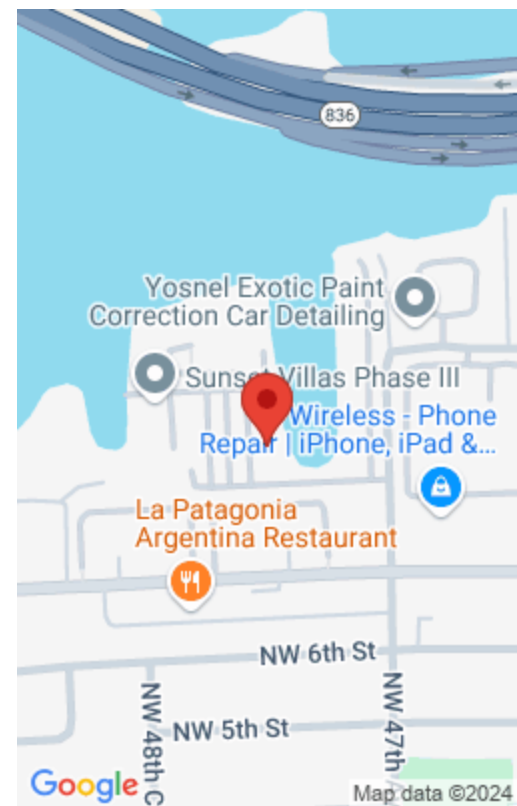 836
Yosnel Exotic Paint
Correction Car Detailing
Sunset Villas Phase III
Wireless - Phone
Repair | iPhone, iPad &...
La Patagonia
Argentina Restaurant
NW 6th St
NW 48th C
NW 5th St
NW 47th A
Google
Map data ©2024